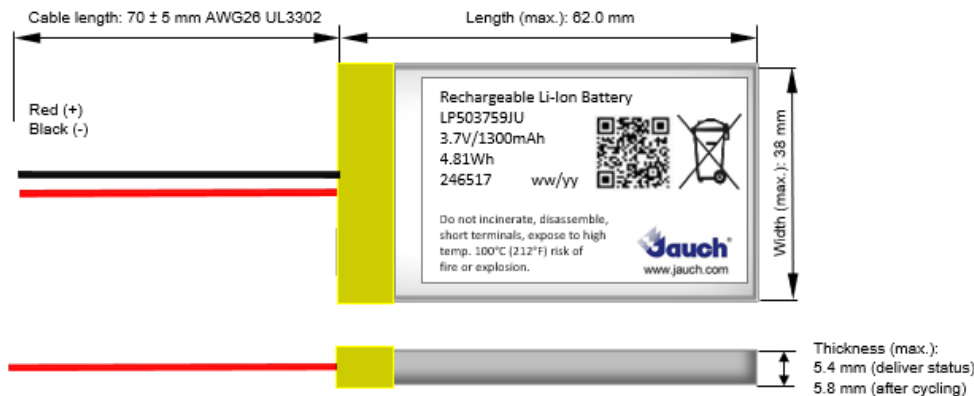 Cable length: 70 ± 5 mm AWG26 UL3302
Length (max.): 62.0 mm
Red (+)
Black (-)
Rechargeable Li-Ion Battery
LP503759JU
3.7V/1300mAh
4.81Wh
246517 ww/yy
Do not incinerate, disassemble,
short terminals, expose to high
temp. 100°C (212°F) risk of
fire or explosion.
Jauch®
www.jauch.com
Width (max.): 38 mm
Thickness (max.):
5.4 mm (deliver status)
5.8 mm (after cycling)